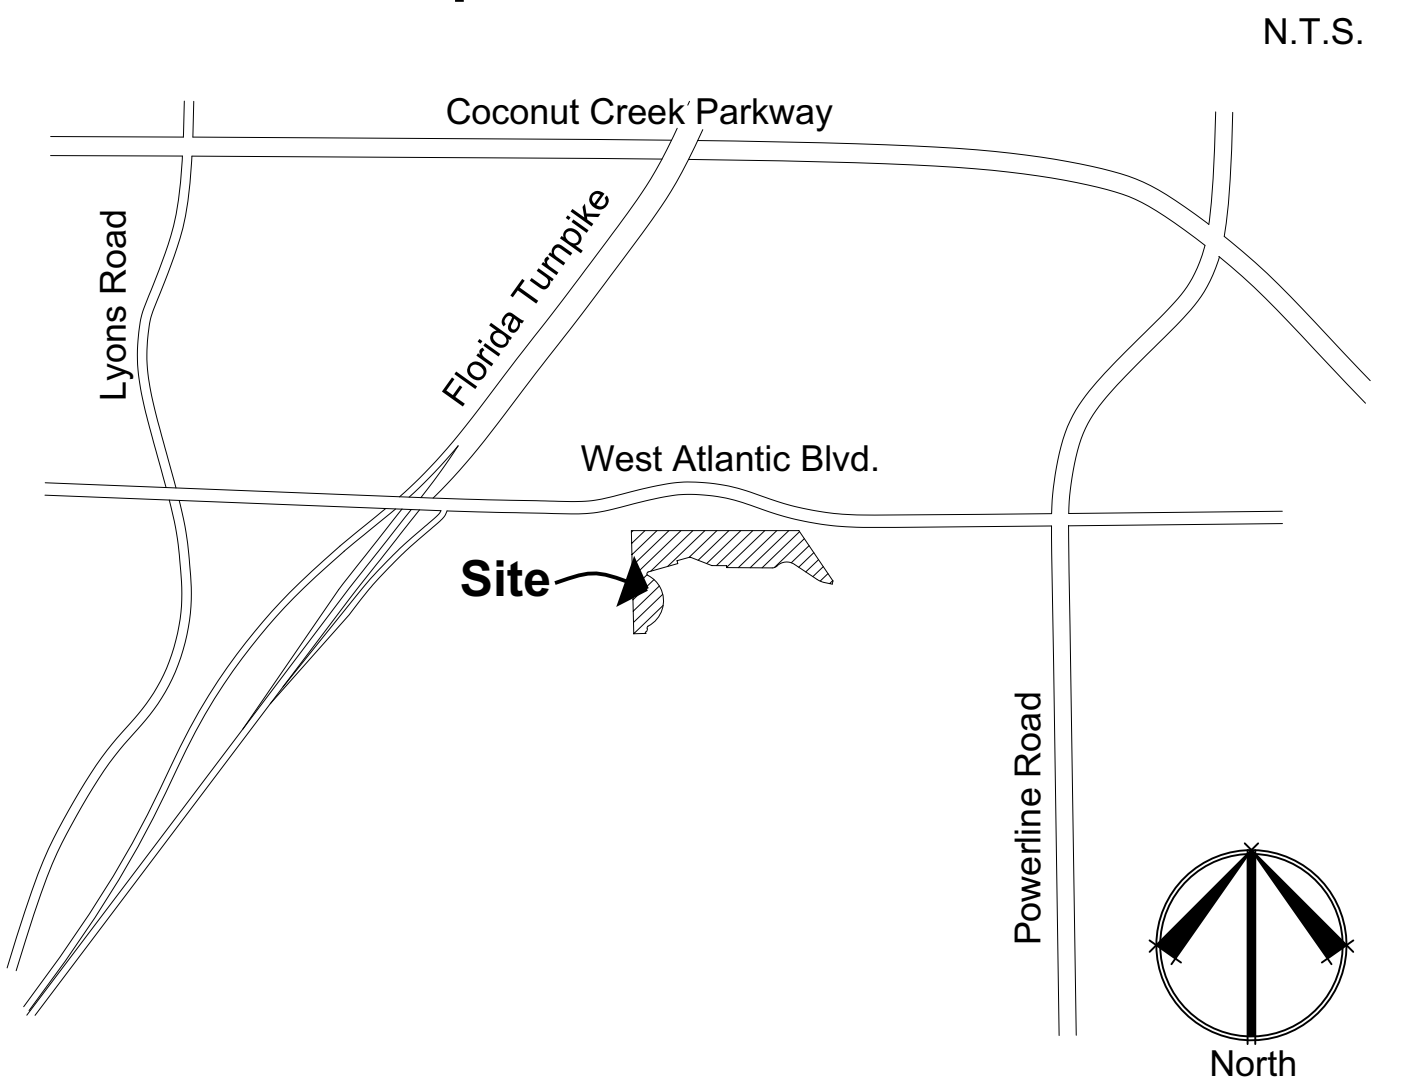 N.T.S.
Coconut Creek Parkway
Lyons Road
Florida Turnpike
West Atlantic Blvd.
Site
Powerline Road
North